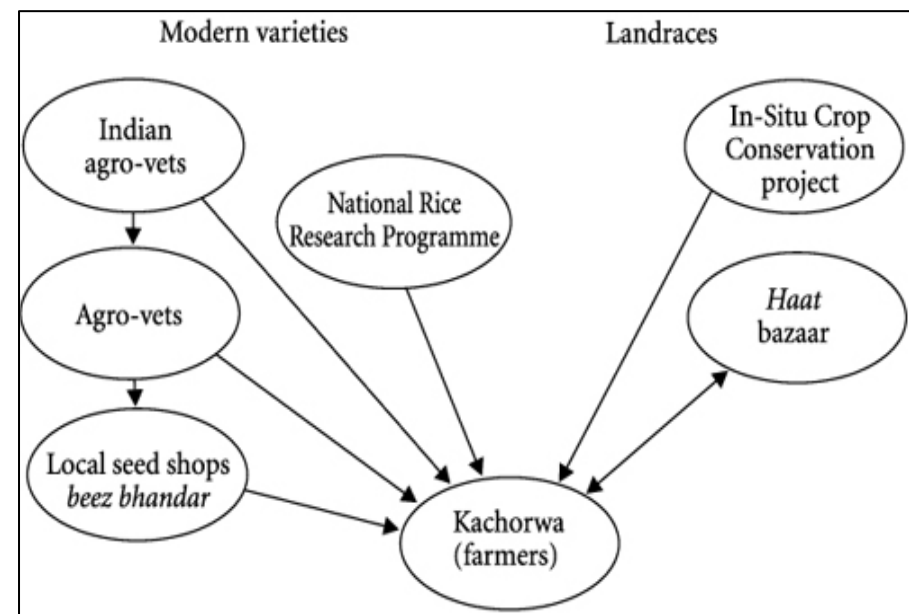 Modern varieties
Landraces
Indian
agro-vets
National Rice
Research Programme
In-Situ Crop
Conservation
project
Agro-vets
Haat
bazaar
Local seed shops
beez bhandar
Kachorwa
(farmers)